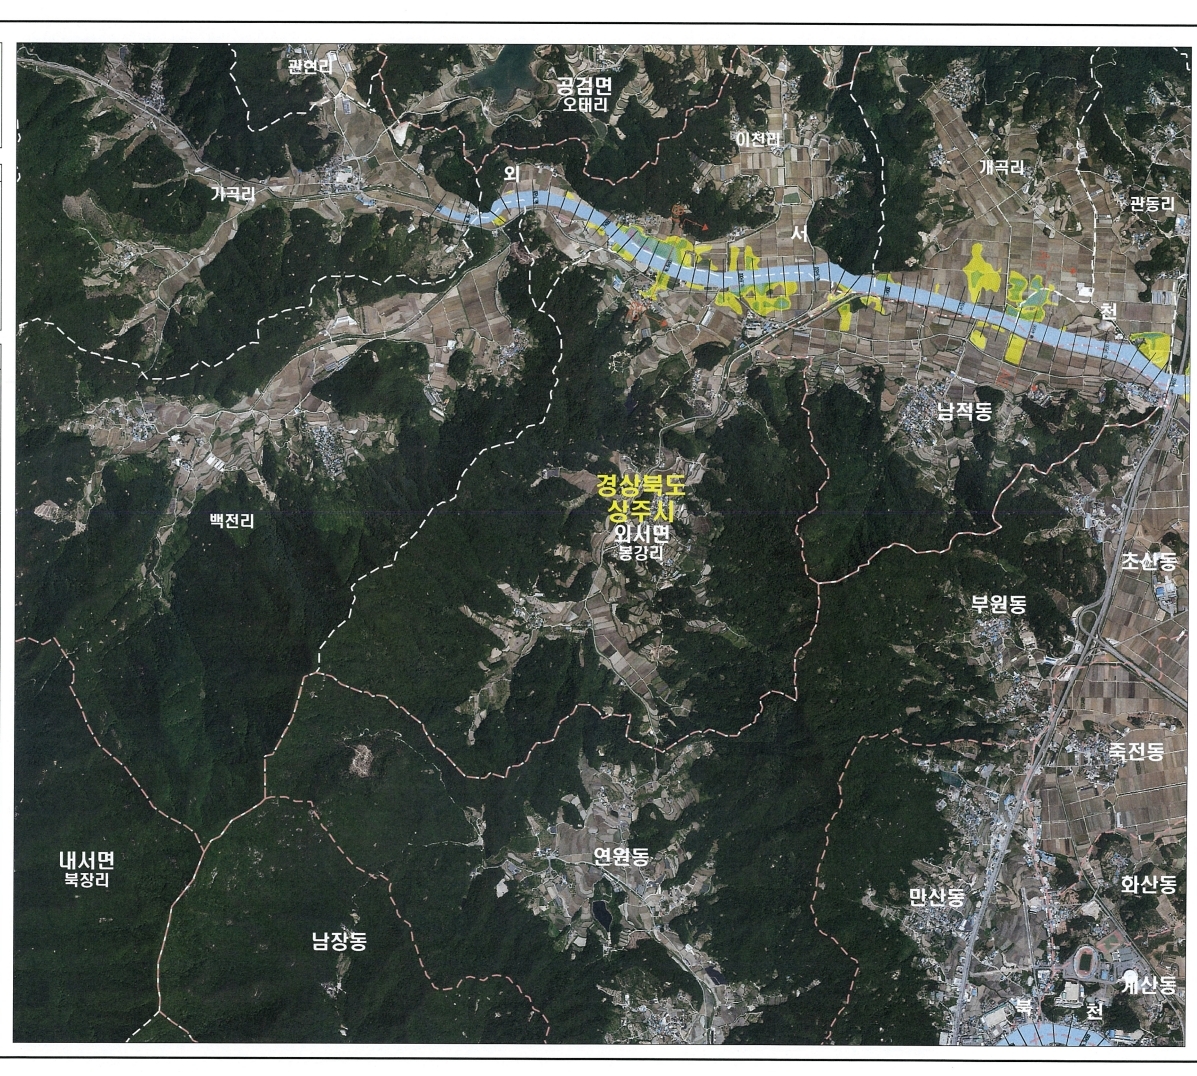 관현리
공검면
오태리
이천리
개곡리
외
가곡리
관동리
서
천
남적동
경상북도
상주시
외서면
봉강리
백전리
초산동
부원동
죽전동
연원동
내서면
북장리
만산동
화산동
남장동
계산동
북
천